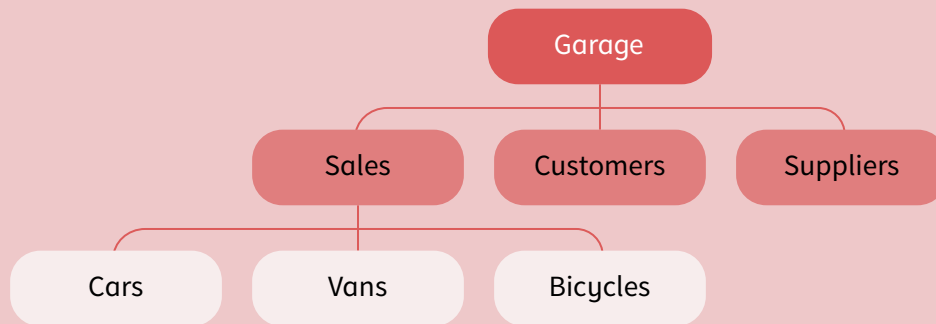 Garage
Sales
Customers
Suppliers
Cars
Vans
Bicycles